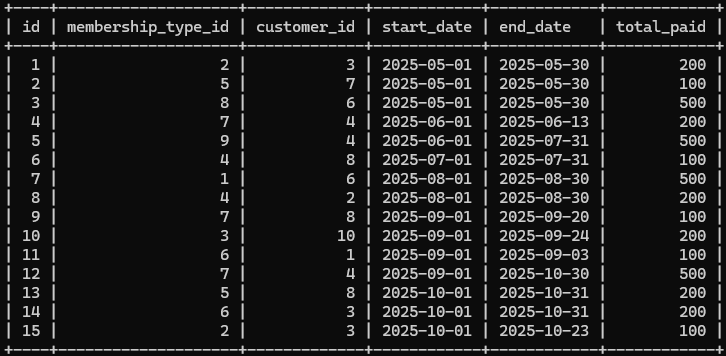 | id | membership_type_id | customer_id | start_date | end_date | total_paid |
| 1 | 2 | 3 | 2025-05-01 | 2025-05-30 | 200 |
| 2 | 5 | 7 | 2025-05-01 | 2025-05-30 | 100 |
| 3 | 8 | 6 | 2025-05-01 | 2025-05-30 | 500 |
| 4 | 7 | 4 | 2025-06-01 | 2025-06-13 | 200 |
| 5 | 9 | 4 | 2025-06-01 | 2025-07-31 | 500 |
| 6 | 4 | 8 | 2025-07-01 | 2025-07-31 | 100 |
| 7 | 1 | 6 | 2025-08-01 | 2025-08-30 | 500 |
| 8 | 4 | 2 | 2025-08-01 | 2025-08-30 | 200 |
| 9 | 7 | 8 | 2025-09-01 | 2025-09-20 | 100 |
| 10 | 3 | 10 | 2025-09-01 | 2025-09-24 | 200 |
| 11 | 6 | 1 | 2025-09-01 | 2025-09-03 | 100 |
| 12 | 7 | 4 | 2025-09-01 | 2025-10-30 | 500 |
| 13 | 5 | 8 | 2025-10-01 | 2025-10-31 | 200 |
| 14 | 6 | 3 | 2025-10-01 | 2025-10-31 | 200 |
| 15 | 2 | 3 | 2025-10-01 | 2025-10-23 | 100 |